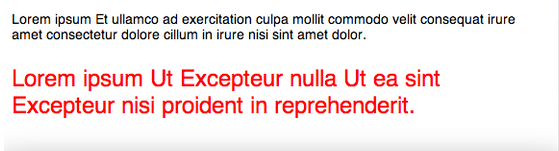 Lorem ipsum Et ullamco ad exercitation culpa mollit commodo velit consequat irure
amet consectetur dolore cillum in irure nisi sint amet dolor.
Lorem ipsum Ut Excepteur nulla Ut ea sint
Excepteur nisi proident in reprehenderit.